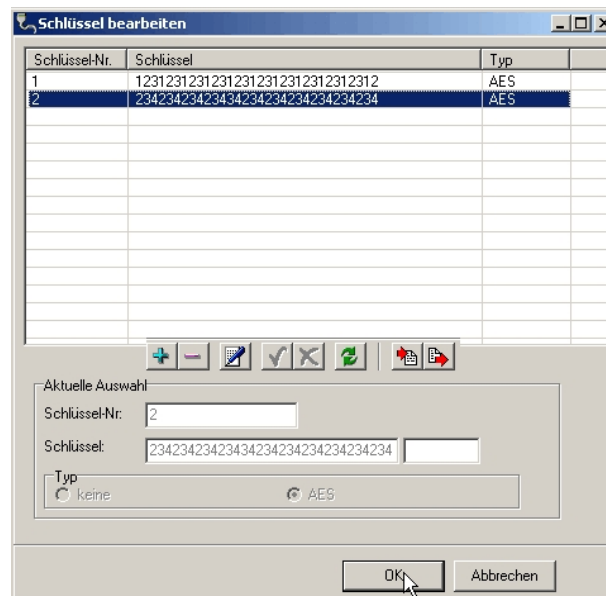 Schlüssel bearbeiten
Schlüssel-Nr. Schlüssel Typ
1 12312312312312312312312312312312 AES
2 23423423423434234234234234234234 AES
Aktuelle Auswahl
Schlüssel-Nr: 2
Schlüssel: 23423423423434234234234234234234
Typ
keine AES
OK Abbrechen